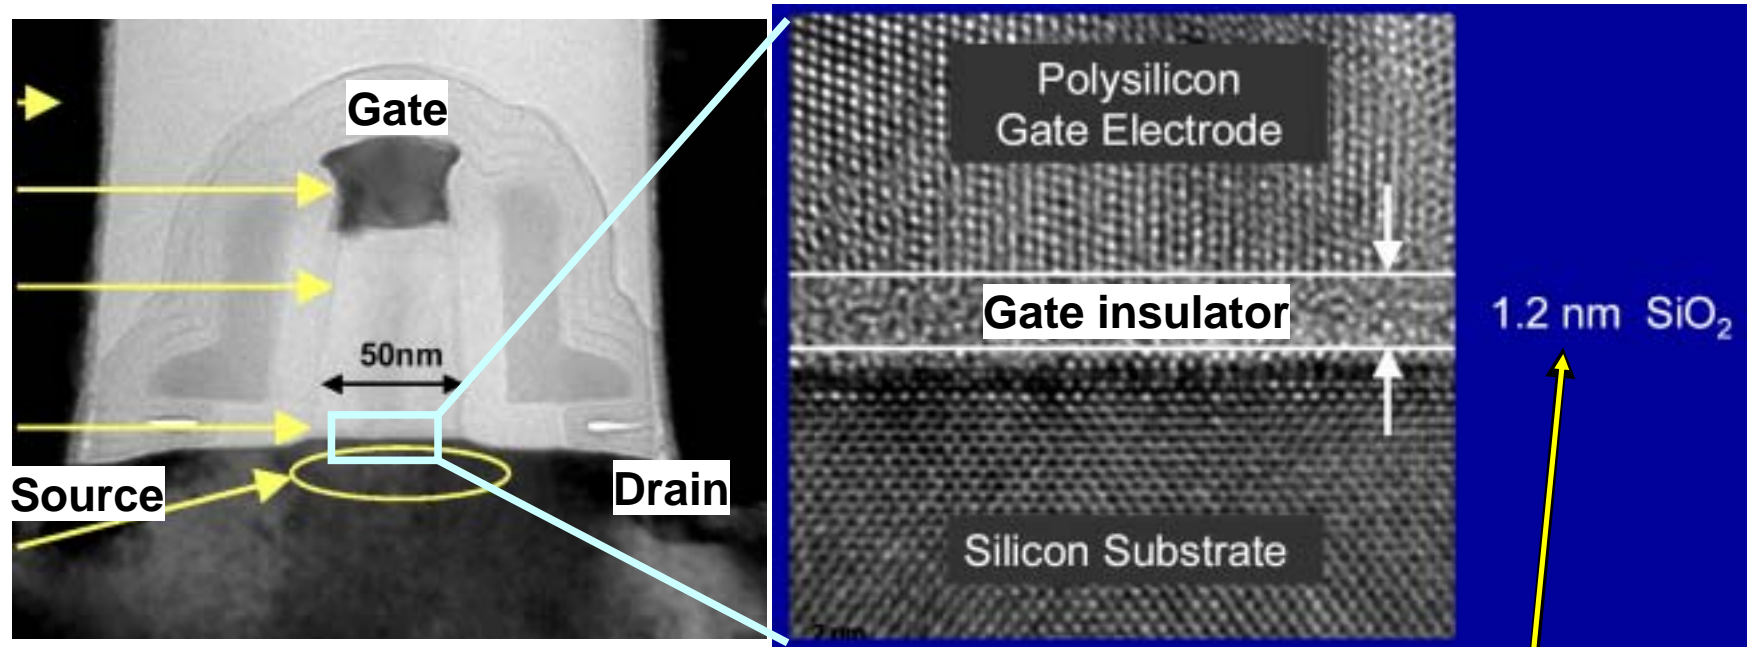 Gate
50nm
Source
Drain
Polysilicon
Gate Electrode
Gate insulator
1.2 nm SiO₂
Silicon Substrate